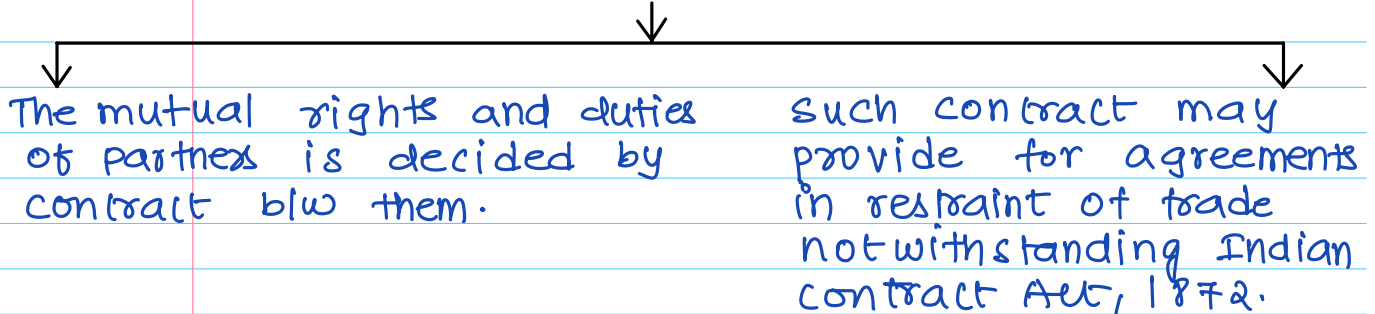 The mutual rights and duties
of partners is decided by
contract b/w them.
such contract may
provide for agreements
in restraint of trade
notwithstanding Indian
contract Act, 1872.